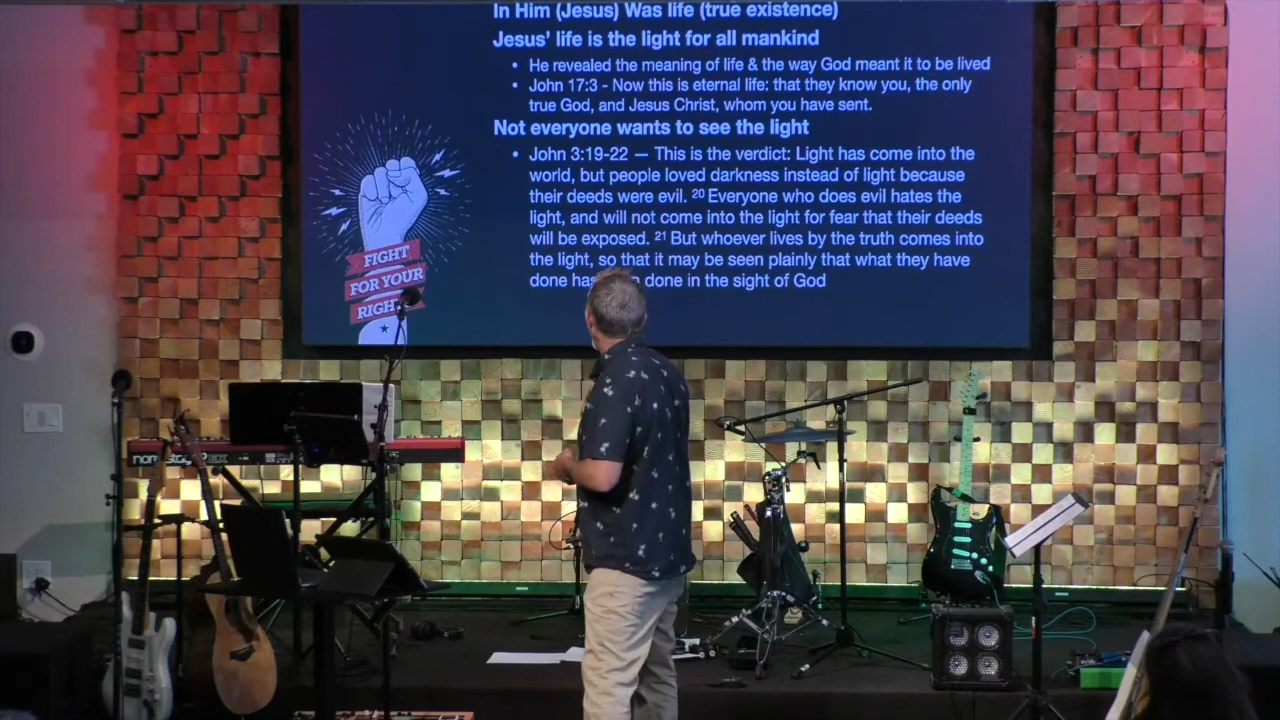 In Him (Jesus) Was life (true existence)
Jesus' life is the light for all mankind
• He revealed the meaning of life & the way God meant it to be lived
• John 17:3 - Now this is eternal life: that they know you, the only
true God, and Jesus Christ, whom you have sent.
Not everyone wants to see the light
• John 3:19-22 — This is the verdict: Light has come into the
world, but people loved darkness instead of light because
their deeds were evil. 20 Everyone who does evil hates the
light, and will not come into the light for fear that their deeds
will be exposed. 21 But whoever lives by the truth comes into
the light, so that it may be seen plainly that what they have
done has done in the sight of God
FIGHT
FOR YOUR